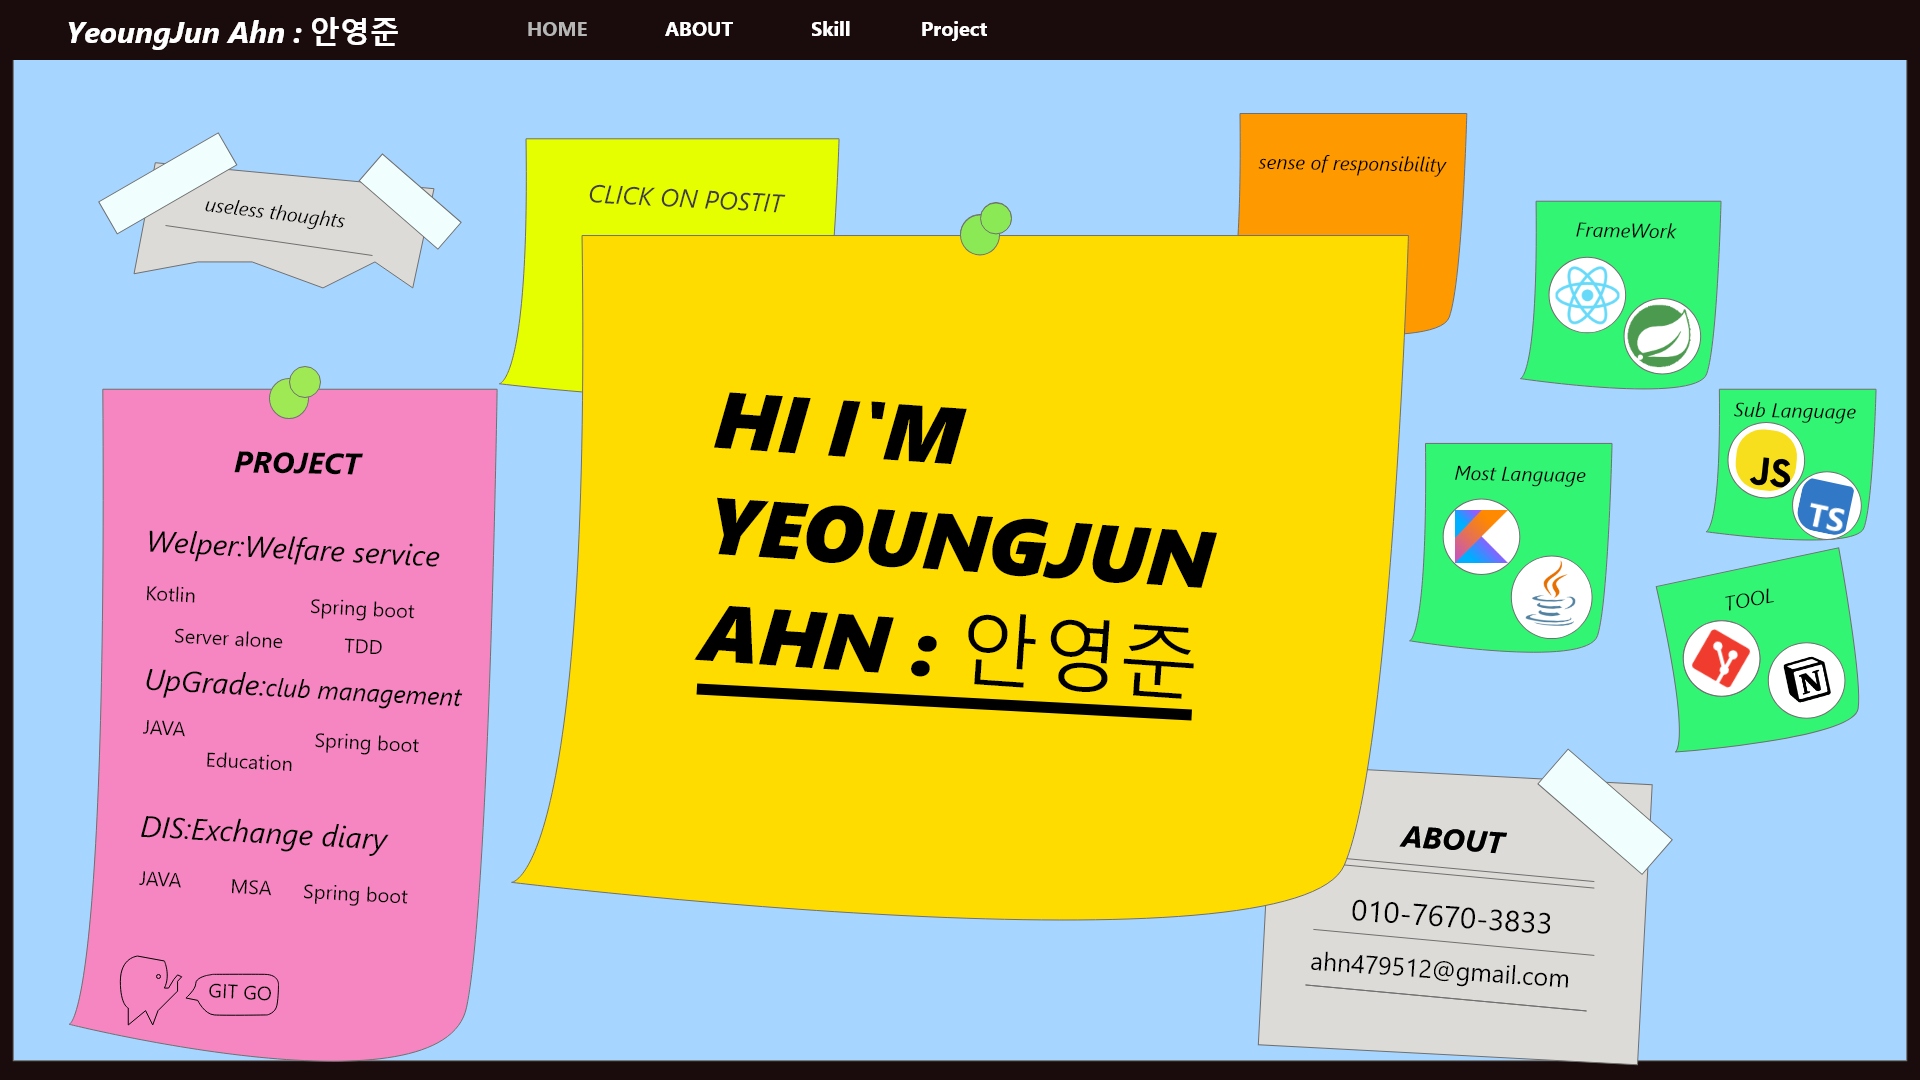 YeoungJun Ahn : 안영준
HOME
ABOUT
Skill
Project
useless thoughts
CLICK ON POSTIT
sense of responsibility
FrameWork
Sub Language
JS
TS
Most Language
TOOL
N
HI I'M
YEOUNGJUN
AHN : 안영준
PROJECT
Welper:Welfare service
Kotlin
Spring boot
Server alone
TDD
UpGrade:club management
JAVA
Spring boot
Education
DIS:Exchange diary
JAVA
MSA
Spring boot
GIT GO
ABOUT
010-7670-3833
ahn479512@gmail.com